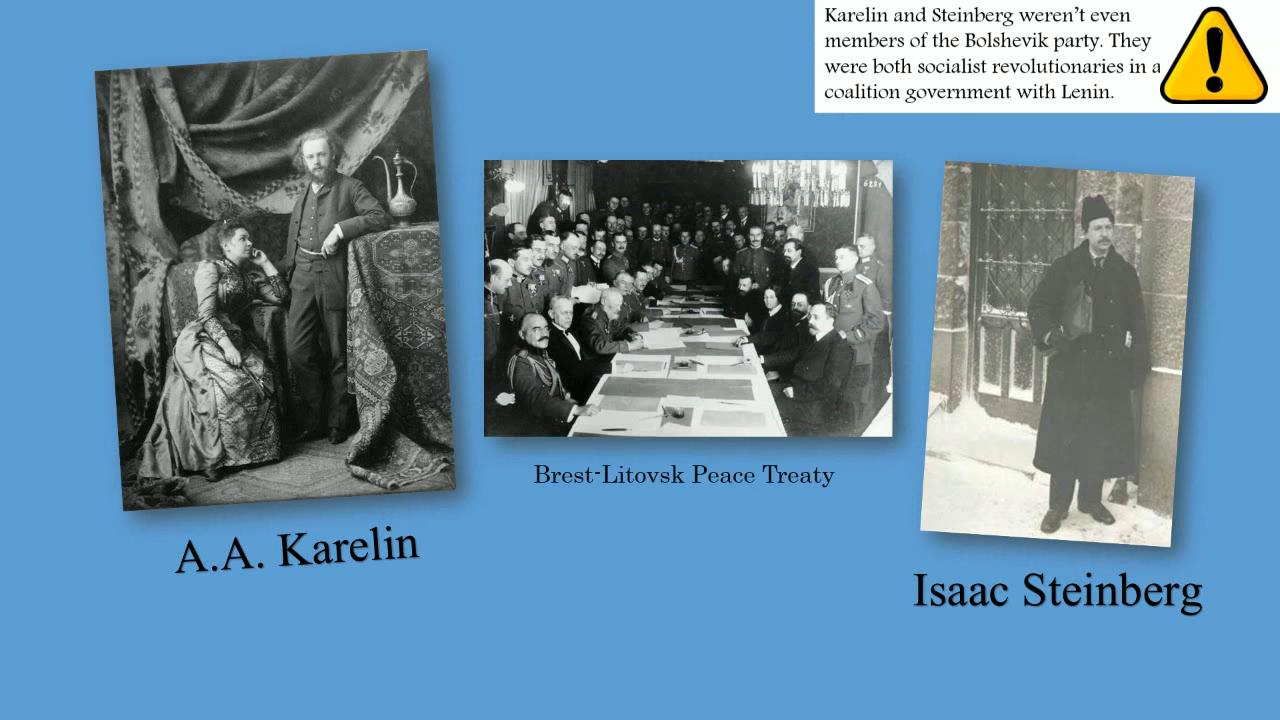 Karelin and Steinberg weren't even
members of the Bolshevik party. They
were both socialist revolutionaries in a
coalition government with Lenin.
Brest-Litovsk Peace Treaty
A.A. Karelin
Isaac Steinberg